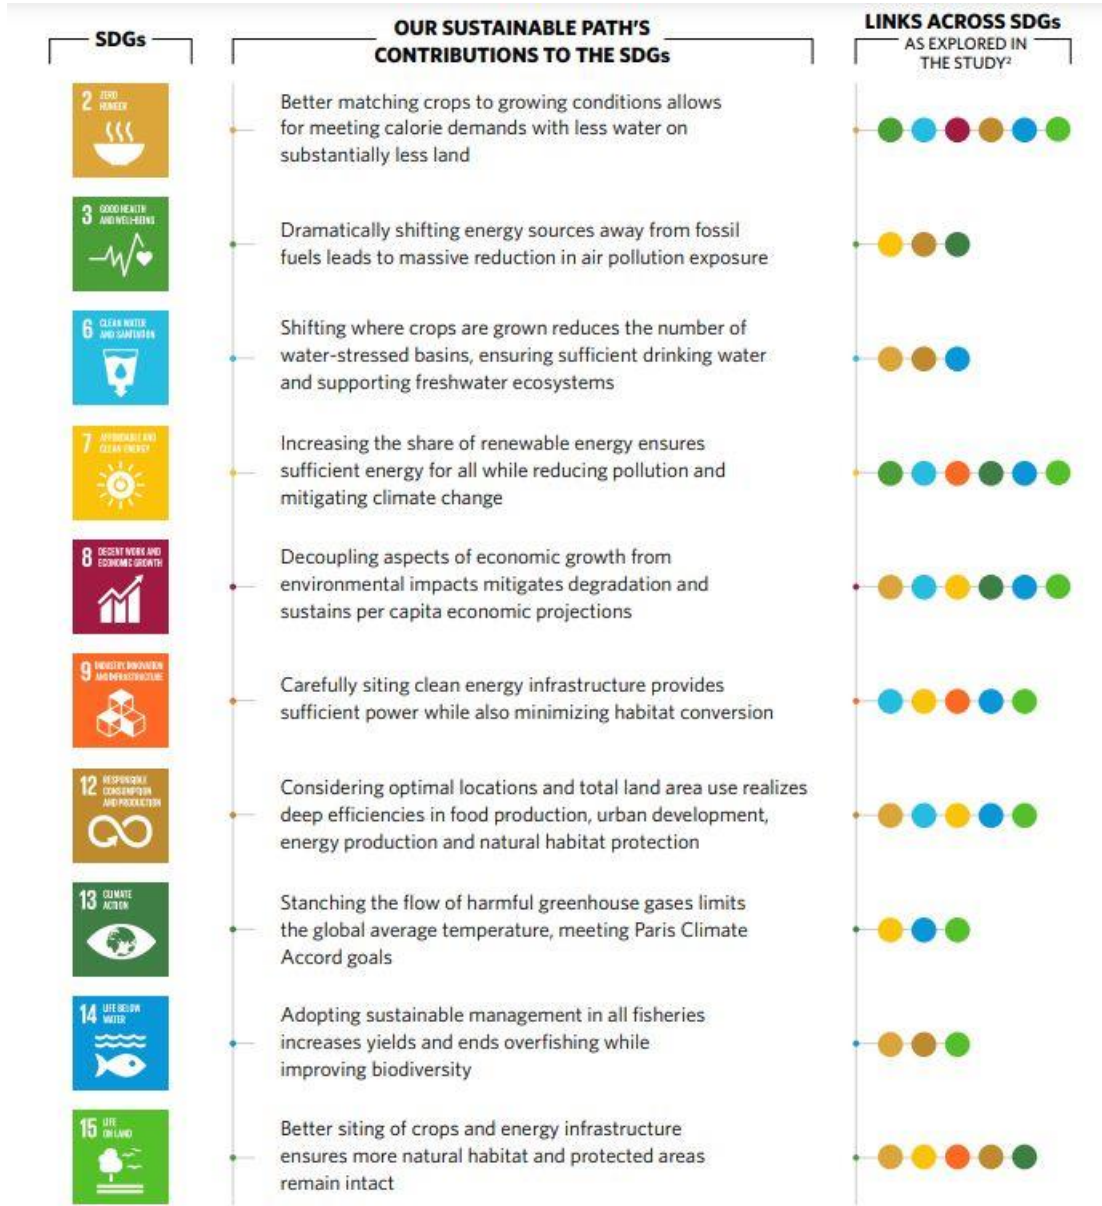 SDGs
OUR SUSTAINABLE PATH'S
CONTRIBUTIONS TO THE SDGs
LINKS ACROSS SDGs
AS EXPLORED IN
THE STUDY²
2 ZERO
HUNGER
Better matching crops to growing conditions allows
for meeting calorie demands with less water on
substantially less land
3 GOOD HEALTH
AND WELL-BEING
Dramatically shifting energy sources away from fossil
fuels leads to massive reduction in air pollution exposure
6 CLEAN WATER
AND SANITATION
Shifting where crops are grown reduces the number of
water-stressed basins, ensuring sufficient drinking water
and supporting freshwater ecosystems
7 AFFORDABLE AND
CLEAN ENERGY
Increasing the share of renewable energy ensures
sufficient energy for all while reducing pollution and
mitigating climate change
8 DECENT WORK AND
ECONOMIC GROWTH
Decoupling aspects of economic growth from
environmental impacts mitigates degradation and
sustains per capita economic projections
9 INDUSTRY, INNOVATION
AND INFRASTRUCTURE
Carefully siting clean energy infrastructure provides
sufficient power while also minimizing habitat conversion
12 RESPONSIBLE
CONSUMPTION
AND PRODUCTION
Considering optimal locations and total land area use realizes
deep efficiencies in food production, urban development,
energy production and natural habitat protection
13 CLIMATE
ACTION
Stanching the flow of harmful greenhouse gases limits
the global average temperature, meeting Paris Climate
Accord goals
14 LIFE BELOW
WATER
Adopting sustainable management in all fisheries
increases yields and ends overfishing while
improving biodiversity
15 LIFE
ON LAND
Better siting of crops and energy infrastructure
ensures more natural habitat and protected areas
remain intact